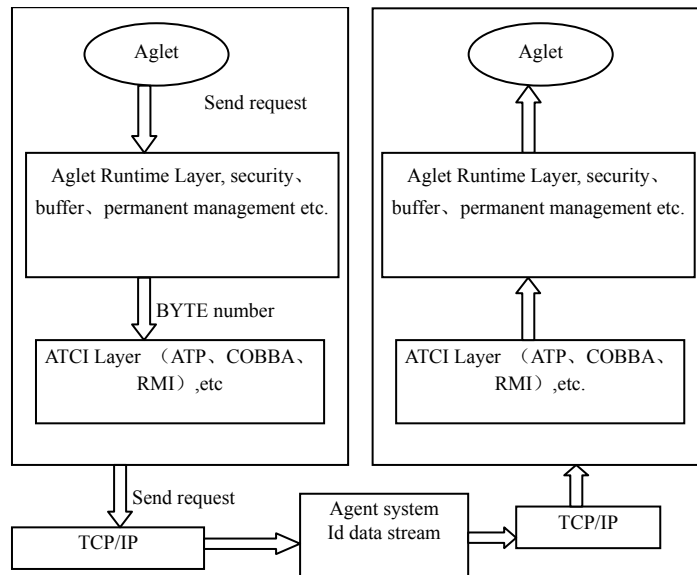 Aglet
Send request
Aglet Runtime Layer, security、
buffer、permanent management etc.
BYTE number
ATCI Layer （ATP、COBBA、
RMI）,etc
Send request
TCP/IP
Agent system
Id data stream
Aglet
Aglet Runtime Layer, security、
buffer、permanent management etc.
ATCI Layer （ATP、COBBA、
RMI）,etc.
TCP/IP